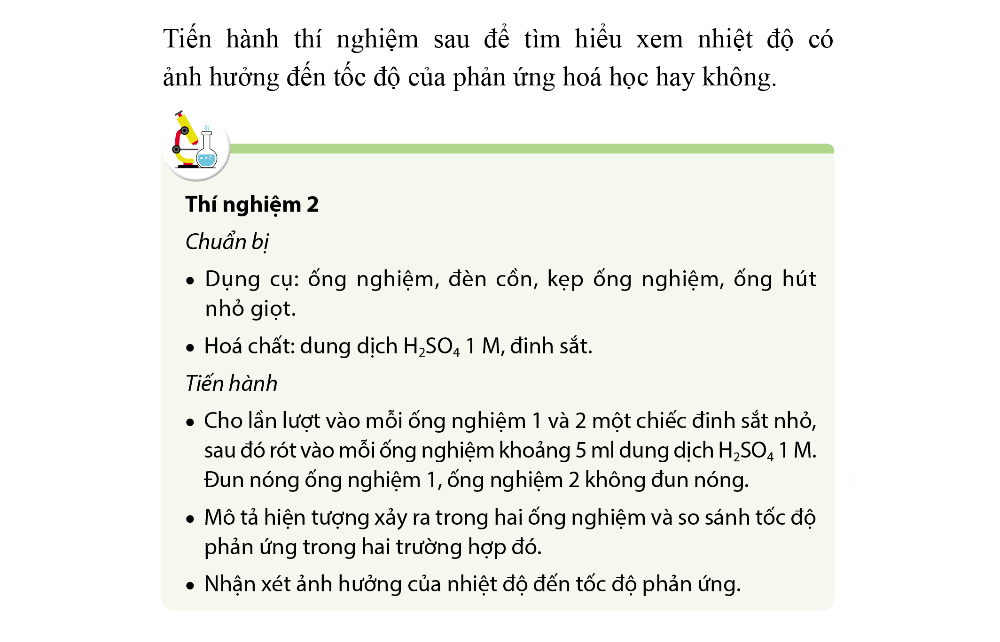 Tiến hành thí nghiệm sau để tìm hiểu xem nhiệt độ có
ảnh hưởng đến tốc độ của phản ứng hoá học hay không.
Thí nghiệm 2
Chuẩn bị
• Dụng cụ: ống nghiệm, đèn cồn, kẹp ống nghiệm, ống hút
nhỏ giọt.
• Hoá chất: dung dịch H₂SO₄ 1 M, đinh sắt.
Tiến hành
• Cho lần lượt vào mỗi ống nghiệm 1 và 2 một chiếc đinh sắt nhỏ,
sau đó rót vào mỗi ống nghiệm khoảng 5 ml dung dịch H₂SO₄ 1 M.
Đun nóng ống nghiệm 1, ống nghiệm 2 không đun nóng.
• Mô tả hiện tượng xảy ra trong hai ống nghiệm và so sánh tốc độ
phản ứng trong hai trường hợp đó.
• Nhận xét ảnh hưởng của nhiệt độ đến tốc độ phản ứng.